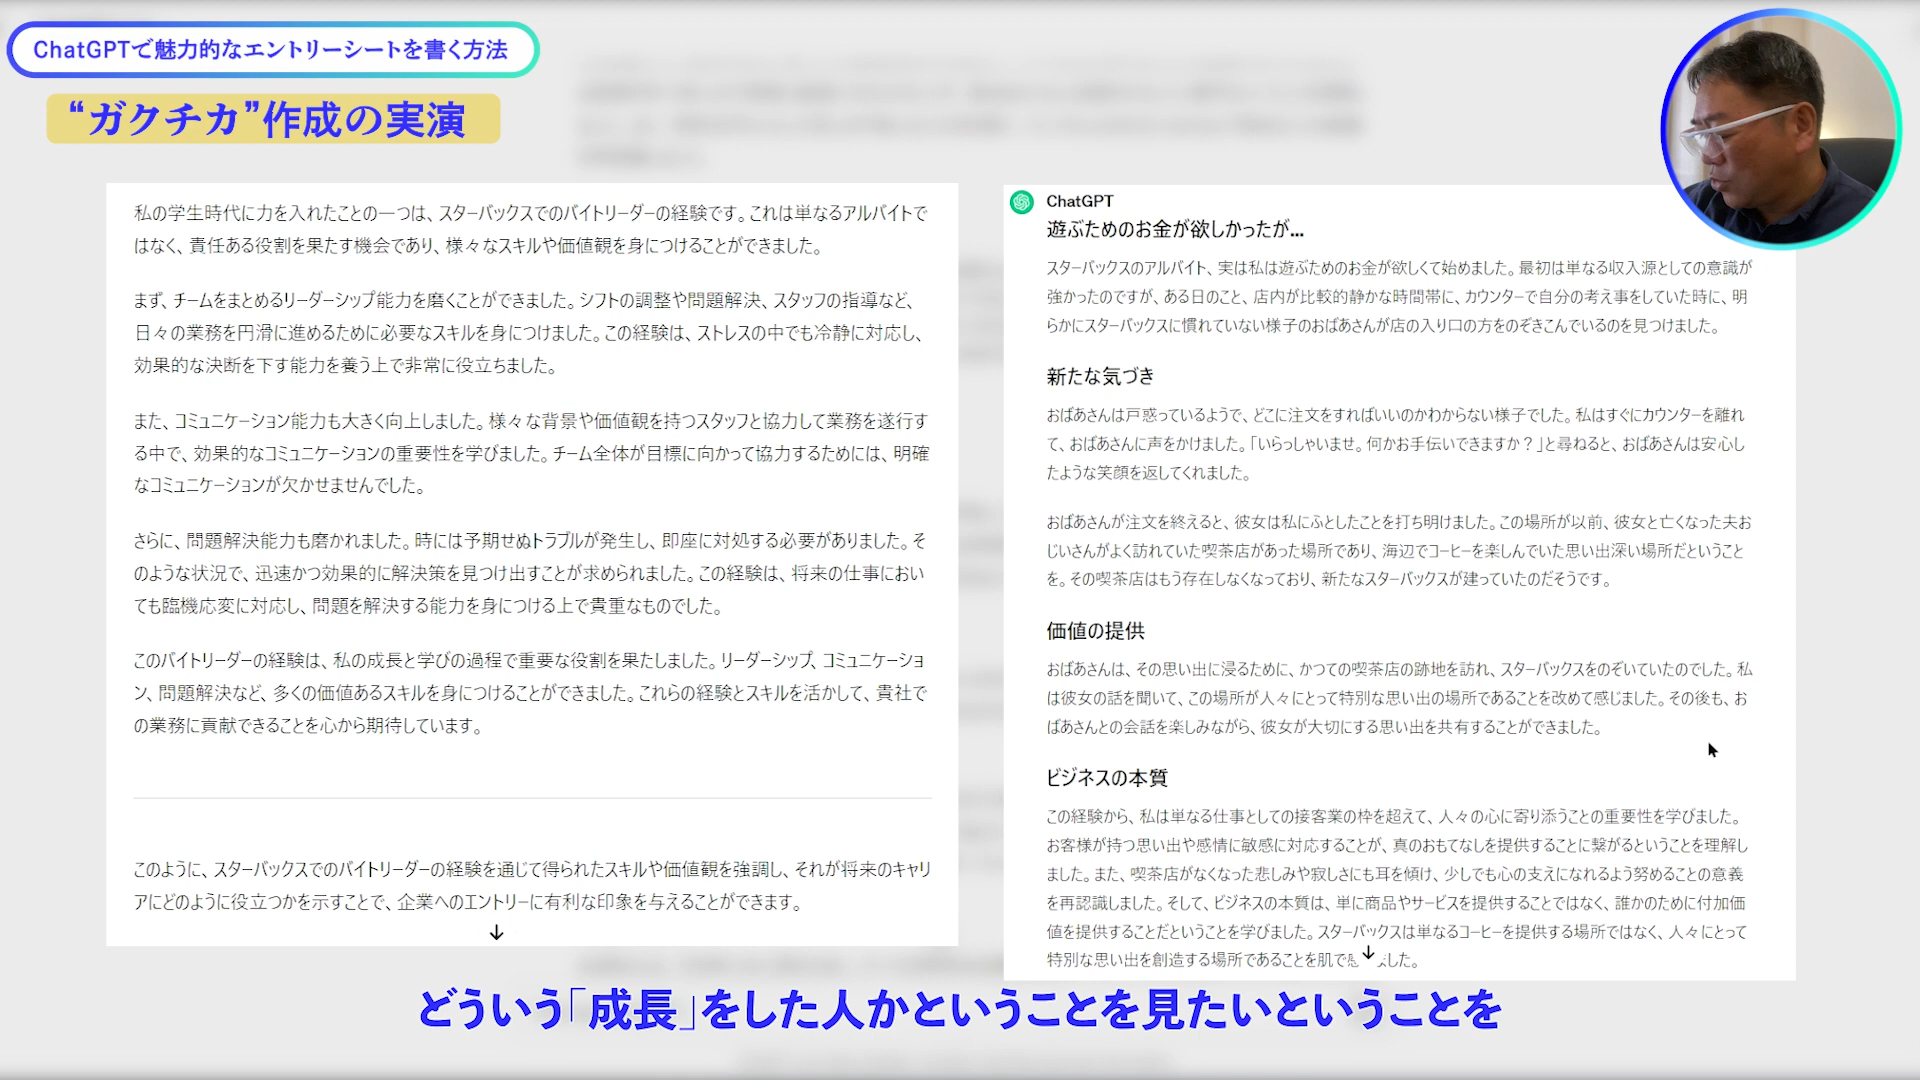 ChatGPTで魅力的なエントリーシートを書く方法
“ガクチカ”作成の実演
私の学生時代に力を入れたことの一つは、スターバックスでのバイトリーダーの経験です。これは単なるアルバイトで
はなく、責任ある役割を果たす機会であり、様々なスキルや価値観を身につけることができました。
まず、チームをまとめるリーダーシップ能力を磨くことができました。シフトの調整や問題解決、スタッフの指導など、
日々の業務を円滑に進めるために必要なスキルを身につけました。この経験は、ストレスの中でも冷静に対応し、
効果的な決断を下す能力を養う上で非常に役立ちました。
また、コミュニケーション能力も大きく向上しました。様々な背景や価値観を持つスタッフと協力して業務を遂行す
る中で、効果的なコミュニケーションの重要性を学びました。チーム全体が目標に向かって協力するためには、明確
なコミュニケーションが欠かせませんでした。
さらに、問題解決能力も磨かれました。時には予期せぬトラブルが発生し、即座に対処する必要がありました。そ
のような状況で、迅速かつ効果的に解決策を見つけ出すことが求められました。この経験は、将来の仕事におい
ても臨機応変に対応し、問題を解決する能力を身につける上で貴重なものでした。
このバイトリーダーの経験は、私の成長と学びの過程で重要な役割を果たしました。リーダーシップ、コミュニケーショ
ン、問題解決など、多くの価値あるスキルを身につけることができました。これらの経験とスキルを活かして、貴社で
の業務に貢献できることを心から期待しています。
このように、スターバックスでのバイトリーダーの経験を通じて得られたスキルや価値観を強調し、それが将来のキャリ
アにどのように役立つかを示すことで、企業へのエントリーに有利な印象を与えることができます。
ChatGPT
遊ぶためのお金が欲しかったが...
スターバックスのアルバイト、実は私は遊ぶためのお金が欲しくて始めました。最初は単なる収入源としての意識が
強かったのですが、ある日のこと、店内が比較的静かな時間帯に、カウンターで自分の考え事をしていた時に、明
らかにスターバックスに慣れていない様子のおばあさんが店の入り口の方をのぞきこんでいるのを見つけました。
新たな気づき
おばあさんは戸惑っているようで、どこに注文をすればいいのかわからない様子でした。私はすぐにカウンターを離れ
て、おばあさんに声をかけました。「いらっしゃいませ。何かお手伝いできますか？」と尋ねると、おばあさんは安心し
たような笑顔を返してくれました。
おばあさんが注文を終えると、彼女は私にふとしたことを打ち明けました。この場所が以前、彼女と亡くなった夫お
じいさんがよく訪れていた喫茶店があった場所であり、海辺でコーヒーを楽しんでいた思い出深い場所だということ
を。その喫茶店はもう存在しなくなっており、新たなスターバックスが建っていたのだそうです。
価値の提供
おばあさんは、その思い出に浸るために、かつての喫茶店の跡地を訪れ、スターバックスをのぞいていたのでした。私
は彼女の話を聞いて、この場所が人々にとって特別な思い出の場所であることを改めて感じました。その後も、お
ばあさんとの会話を楽しみながら、彼女が大切にする思い出を共有することができました。
ビジネスの本質
この経験から、私は単なる仕事としての接客業の枠を超えて、人々の心に寄り添うことの重要性を学びました。
お客様が持つ思い出や感情に敏感に対応することが、真のおもてなしを提供することに繋がるということを理解し
ました。また、喫茶店がなくなった悲しみや寂しさにも耳を傾け、少しでも心の支えになれるよう努めることの意義
を再認識しました。そして、ビジネスの本質は、単に商品やサービスを提供することではなく、誰かのために付加価
値を提供することだということを学びました。スターバックスは単なるコーヒーを提供する場所ではなく、人々にとって
特別な思い出を創造する場所であることを肌で した。
どういう「成長」をした人かということを見たいということを